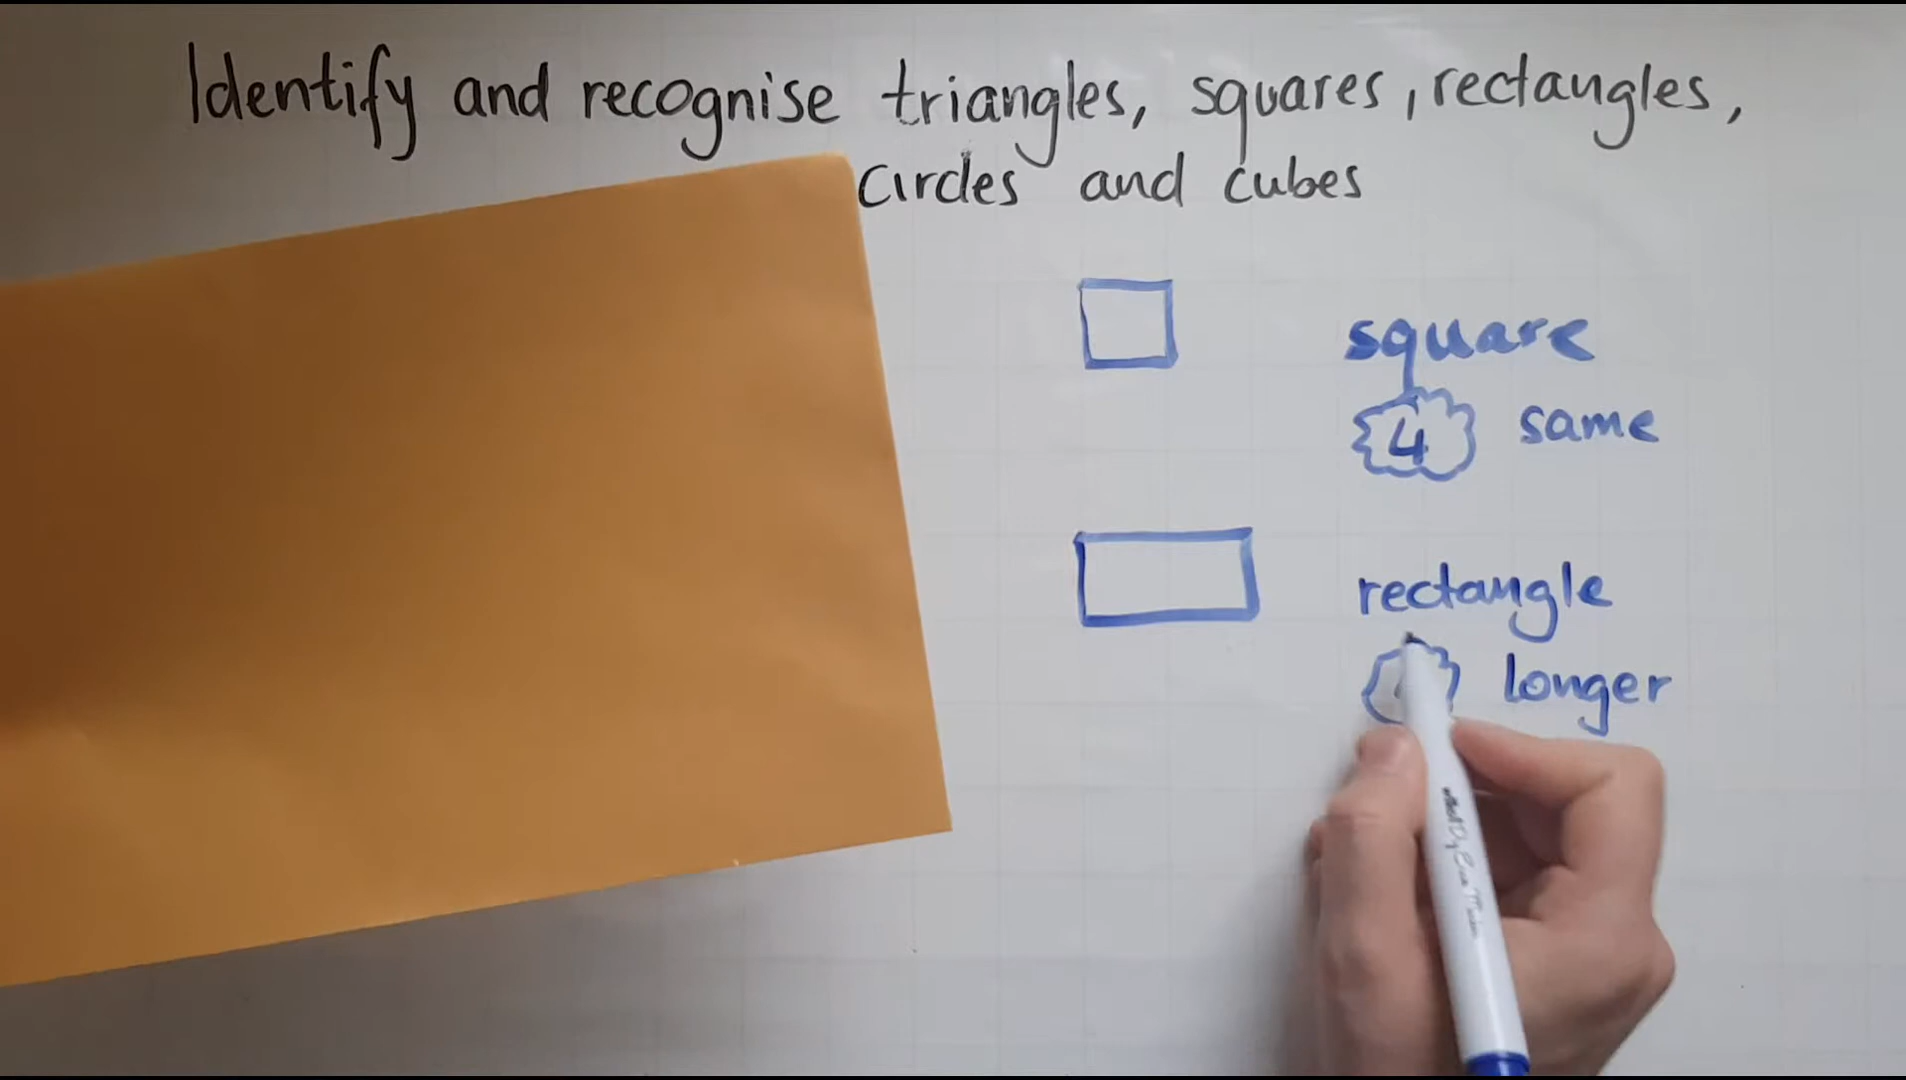 Identify and recognise triangles, squares, rectangles,
circles and cubes
square
4 same
rectangle
longer